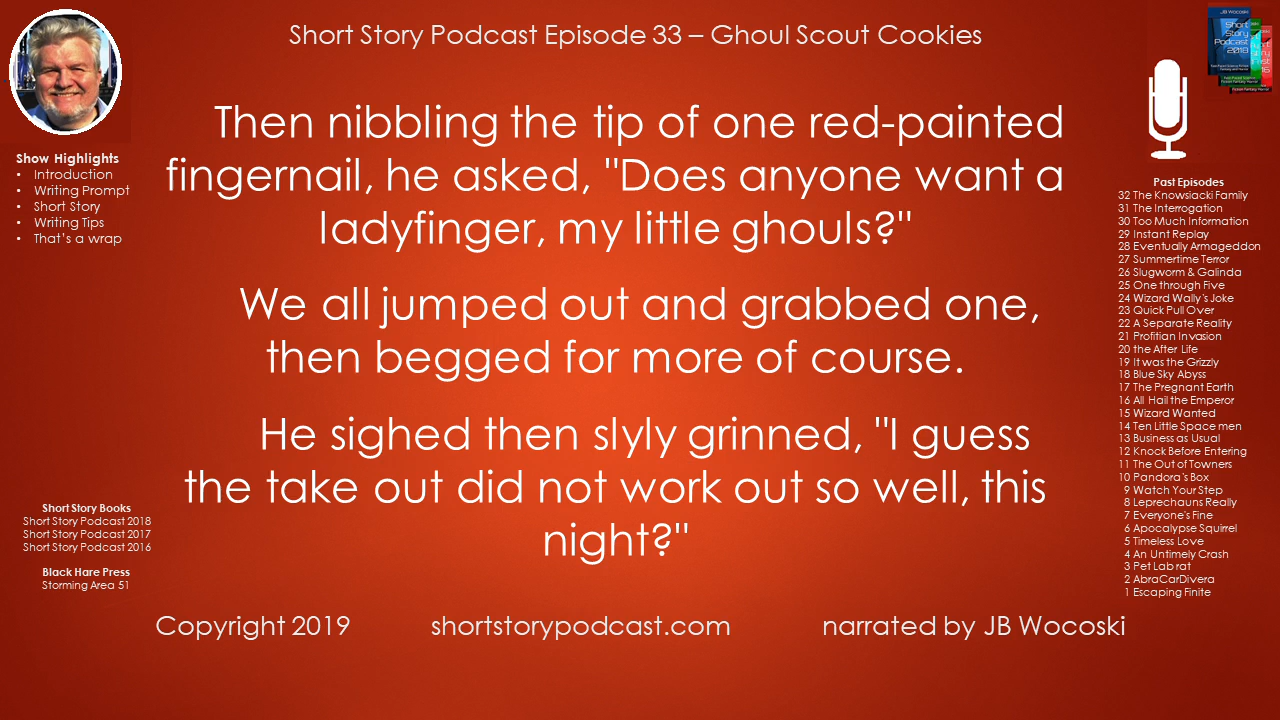 Short Story Podcast Episode 33 – Ghoul Scout Cookies
Then nibbling the tip of one red-painted
fingernail, he asked, "Does anyone want a
ladyfinger, my little ghouls?"
We all jumped out and grabbed one,
then begged for more of course.
He sighed then slyly grinned, "I guess
the take out did not work out so well, this
night?"
Show Highlights
• Introduction
• Writing Prompt
• Short Story
• Writing Tips
• That's a wrap
Short Story Books
Short Story Podcast 2018
Short Story Podcast 2017
Short Story Podcast 2016
Black Hare Press
Storming Area 51
JB Wocoski
Short
Story
Podcast
2018
Past Episodes
32 The Knowsiacki Family
31 The Interrogation
30 Too Much Information
29 Instant Replay
28 Eventually Armageddon
27 Summertime Terror
26 Slugworm & Galinda
25 One through Five
24 Wizard Wally's Joke
23 Quick Pull Over
22 A Separate Reality
21 Profitian Invasion
20 the After Life
19 It was the Grizzly
18 Blue Sky Abyss
17 The Pregnant Earth
16 All Hail the Emperor
15 Wizard Wanted
14 Ten Little Space men
13 Business as Usual
12 Knock Before Entering
11 The Out of Towners
10 Pandora's Box
9 Watch Your Step
8 Leprechauns Really
7 Everyone's Fine
6 Apocalypse Squirrel
5 Timeless Love
4 An Untimely Crash
3 Pet Lab rat
2 AbraCarDivera
1 Escaping Finite
Copyright 2019 shortstorypodcast.com narrated by JB Wocoski